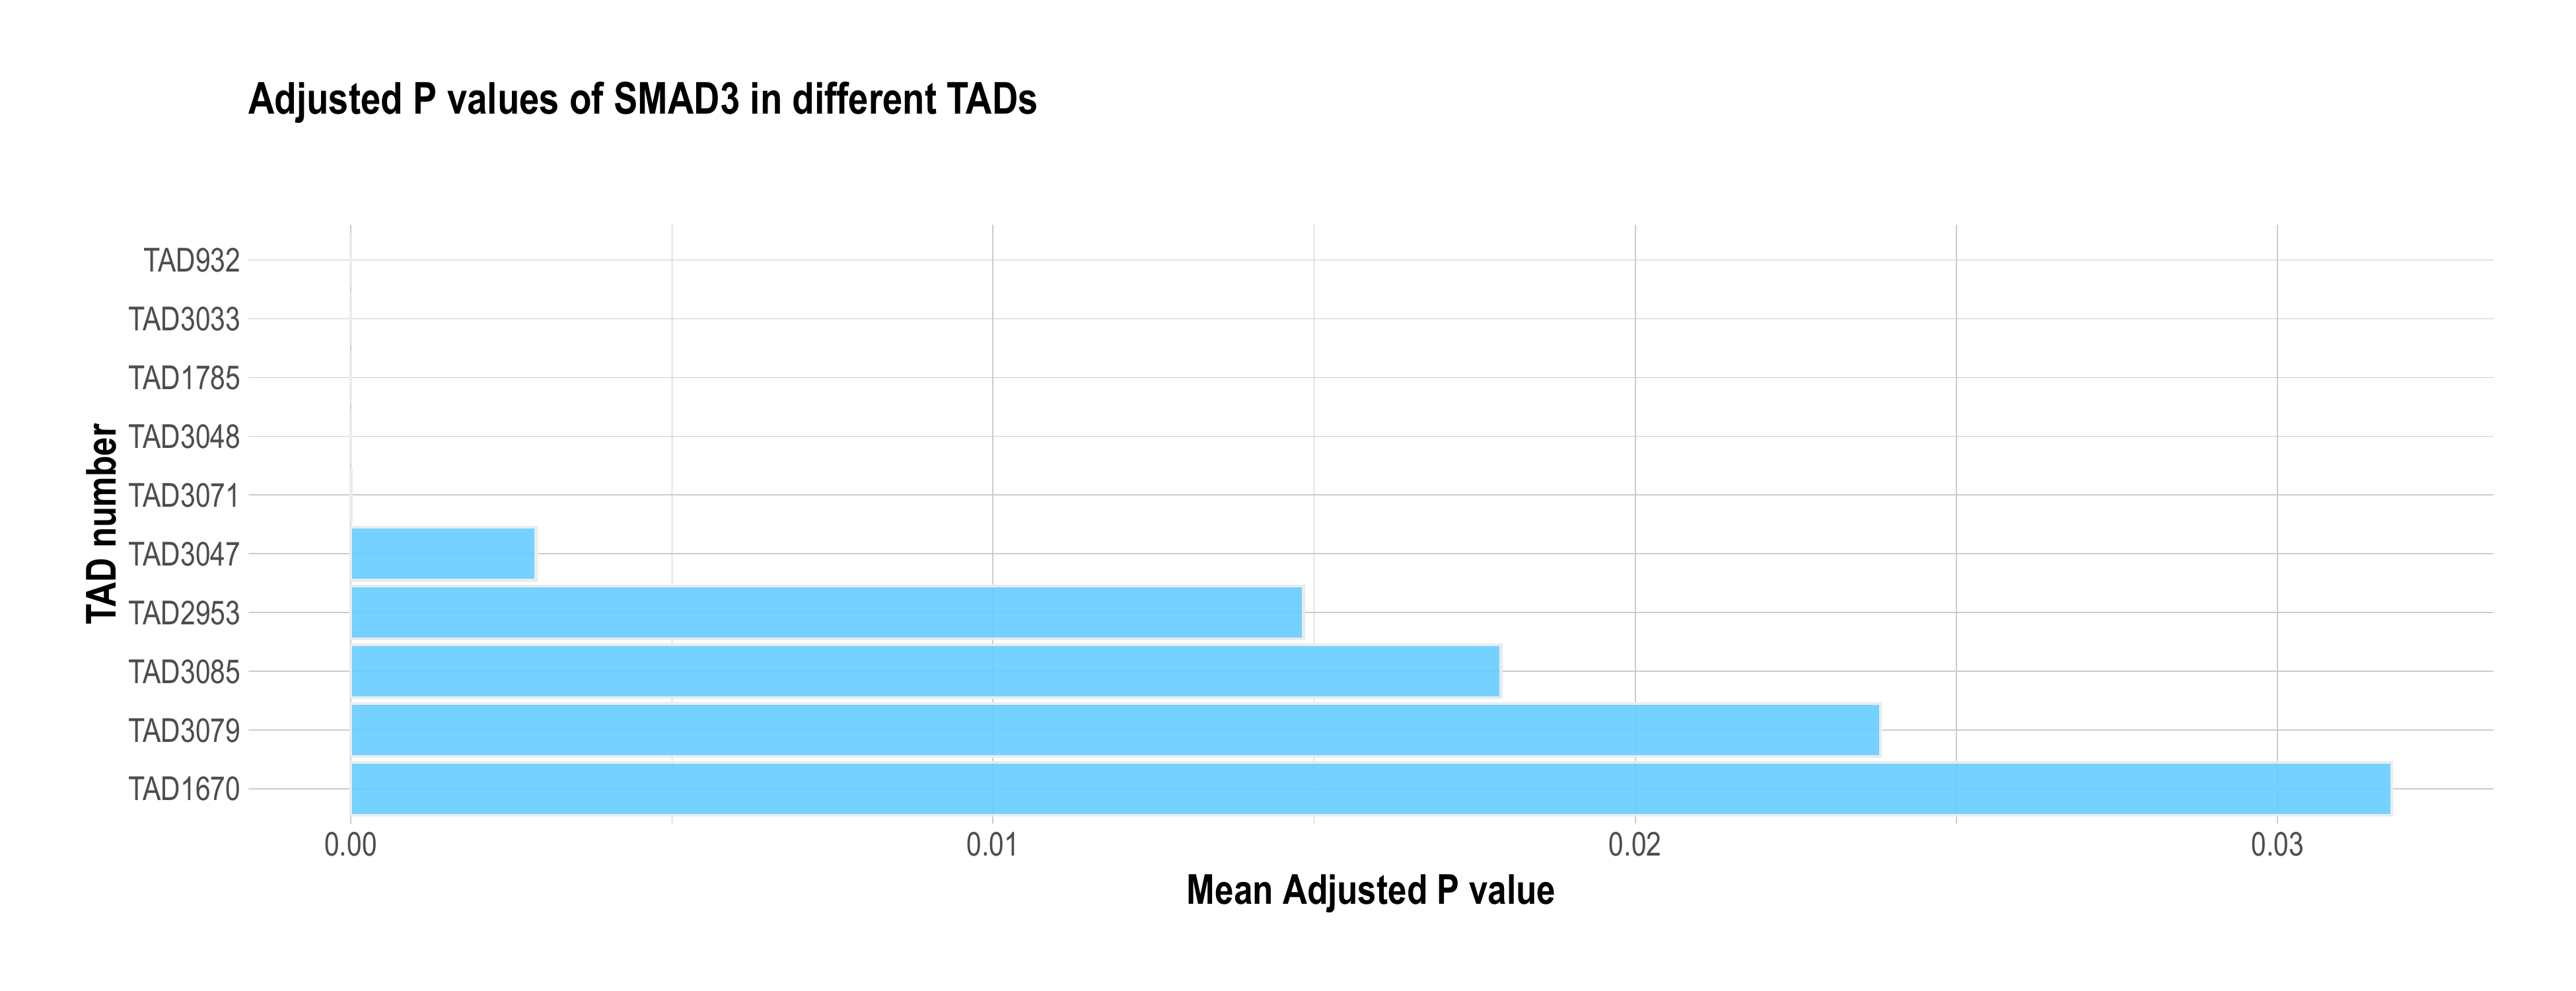 Adjusted P values of SMAD3 in different TADs
TAD number
TAD932
TAD3033
TAD1785
TAD3048
TAD3071
TAD3047
TAD2953
TAD3085
TAD3079
TAD1670
0.00 0.01 0.02 0.03
Mean Adjusted P value